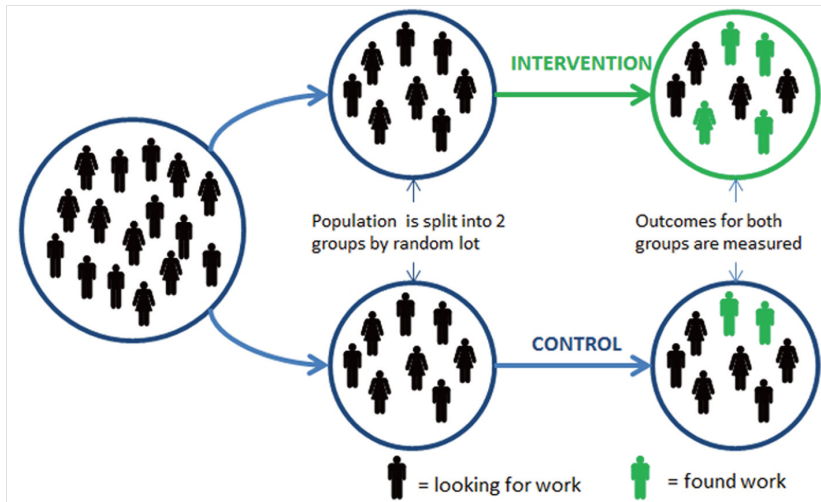 INTERVENTION
Population is split into 2
groups by random lot
Outcomes for both
groups are measured
CONTROL
= looking for work
= found work